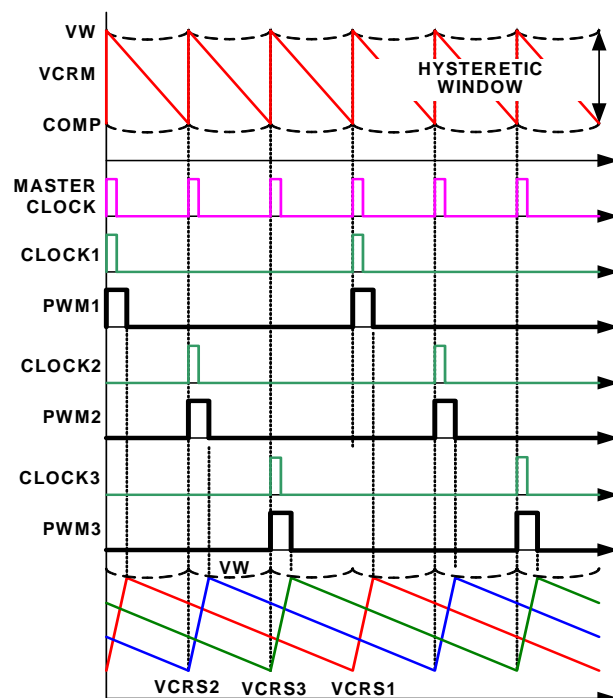 VW
VCRM
HYSTERETIC
WINDOW
COMP
MASTER
CLOCK
CLOCK1
PWM1
CLOCK2
PWM2
CLOCK3
PWM3
VW
VCRS2 VCRS3 VCRS1